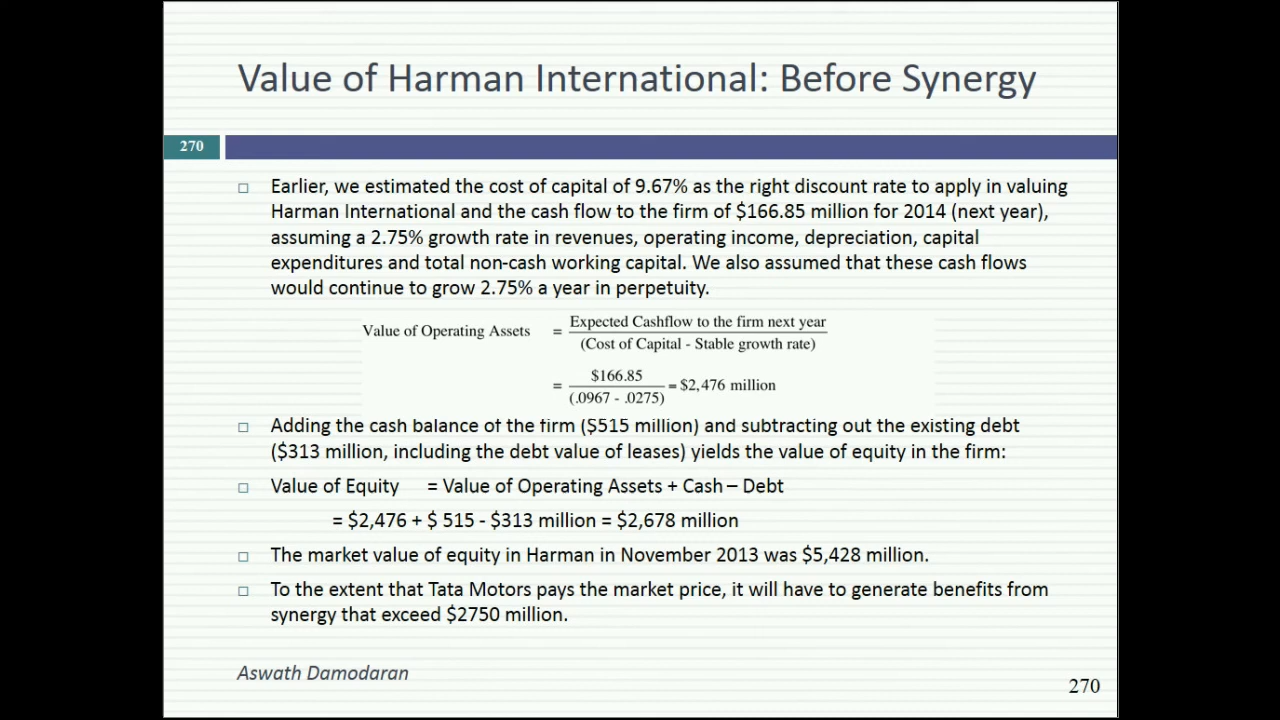 Value of Harman International: Before Synergy
270
Earlier, we estimated the cost of capital of 9.67% as the right discount rate to apply in valuing
Harman International and the cash flow to the firm of $166.85 million for 2014 (next year),
assuming a 2.75% growth rate in revenues, operating income, depreciation, capital
expenditures and total non-cash working capital. We also assumed that these cash flows
would continue to grow 2.75% a year in perpetuity.
Value of Operating Assets = Expected Cashflow to the firm next year
(Cost of Capital - Stable growth rate)
= $166.85 = $2,476 million
(.0967 - .0275)
Adding the cash balance of the firm ($515 million) and subtracting out the existing debt
($313 million, including the debt value of leases) yields the value of equity in the firm:
Value of Equity = Value of Operating Assets + Cash – Debt
= $2,476 + $ 515 - $313 million = $2,678 million
The market value of equity in Harman in November 2013 was $5,428 million.
To the extent that Tata Motors pays the market price, it will have to generate benefits from
synergy that exceed $2750 million.
Aswath Damodaran
270